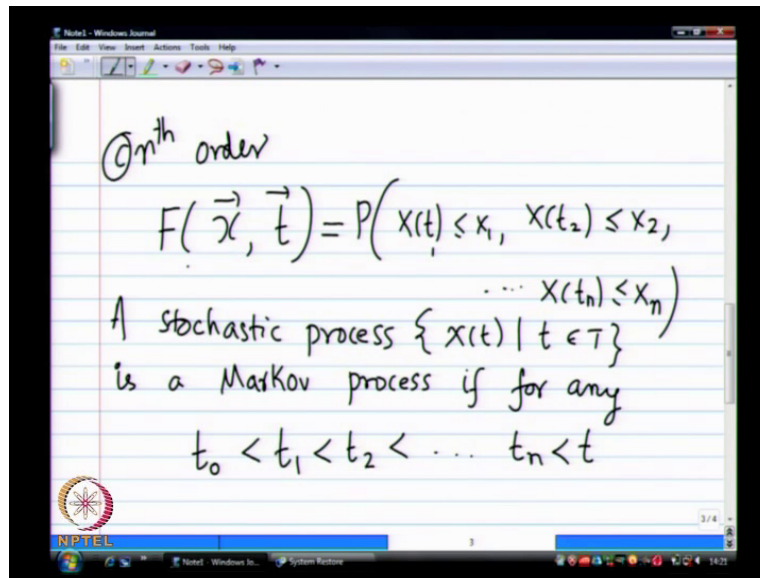 Note1 - Windows Journal
File Edit View Insert Actions Tools Help
© nth order
F( x⃗, t⃗ ) = P( X(t₁) ≤ x₁, X(t₂) ≤ x₂,
... X(tₙ) ≤ xₙ )
A stochastic process { X(t) | t ∈ T }
is a Markov process if for any
t₀ < t₁ < t₂ < ... tₙ < t
3/4
NPTEL
3
Note1 - Windows Jo...
System Restore
14:21